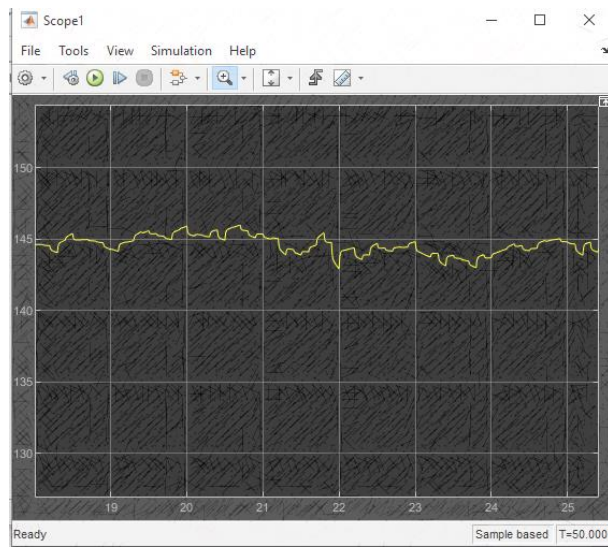 Scope1
File Tools View Simulation Help
150
145
140
135
130
19 20 21 22 23 24 25
Ready Sample based T=50.000